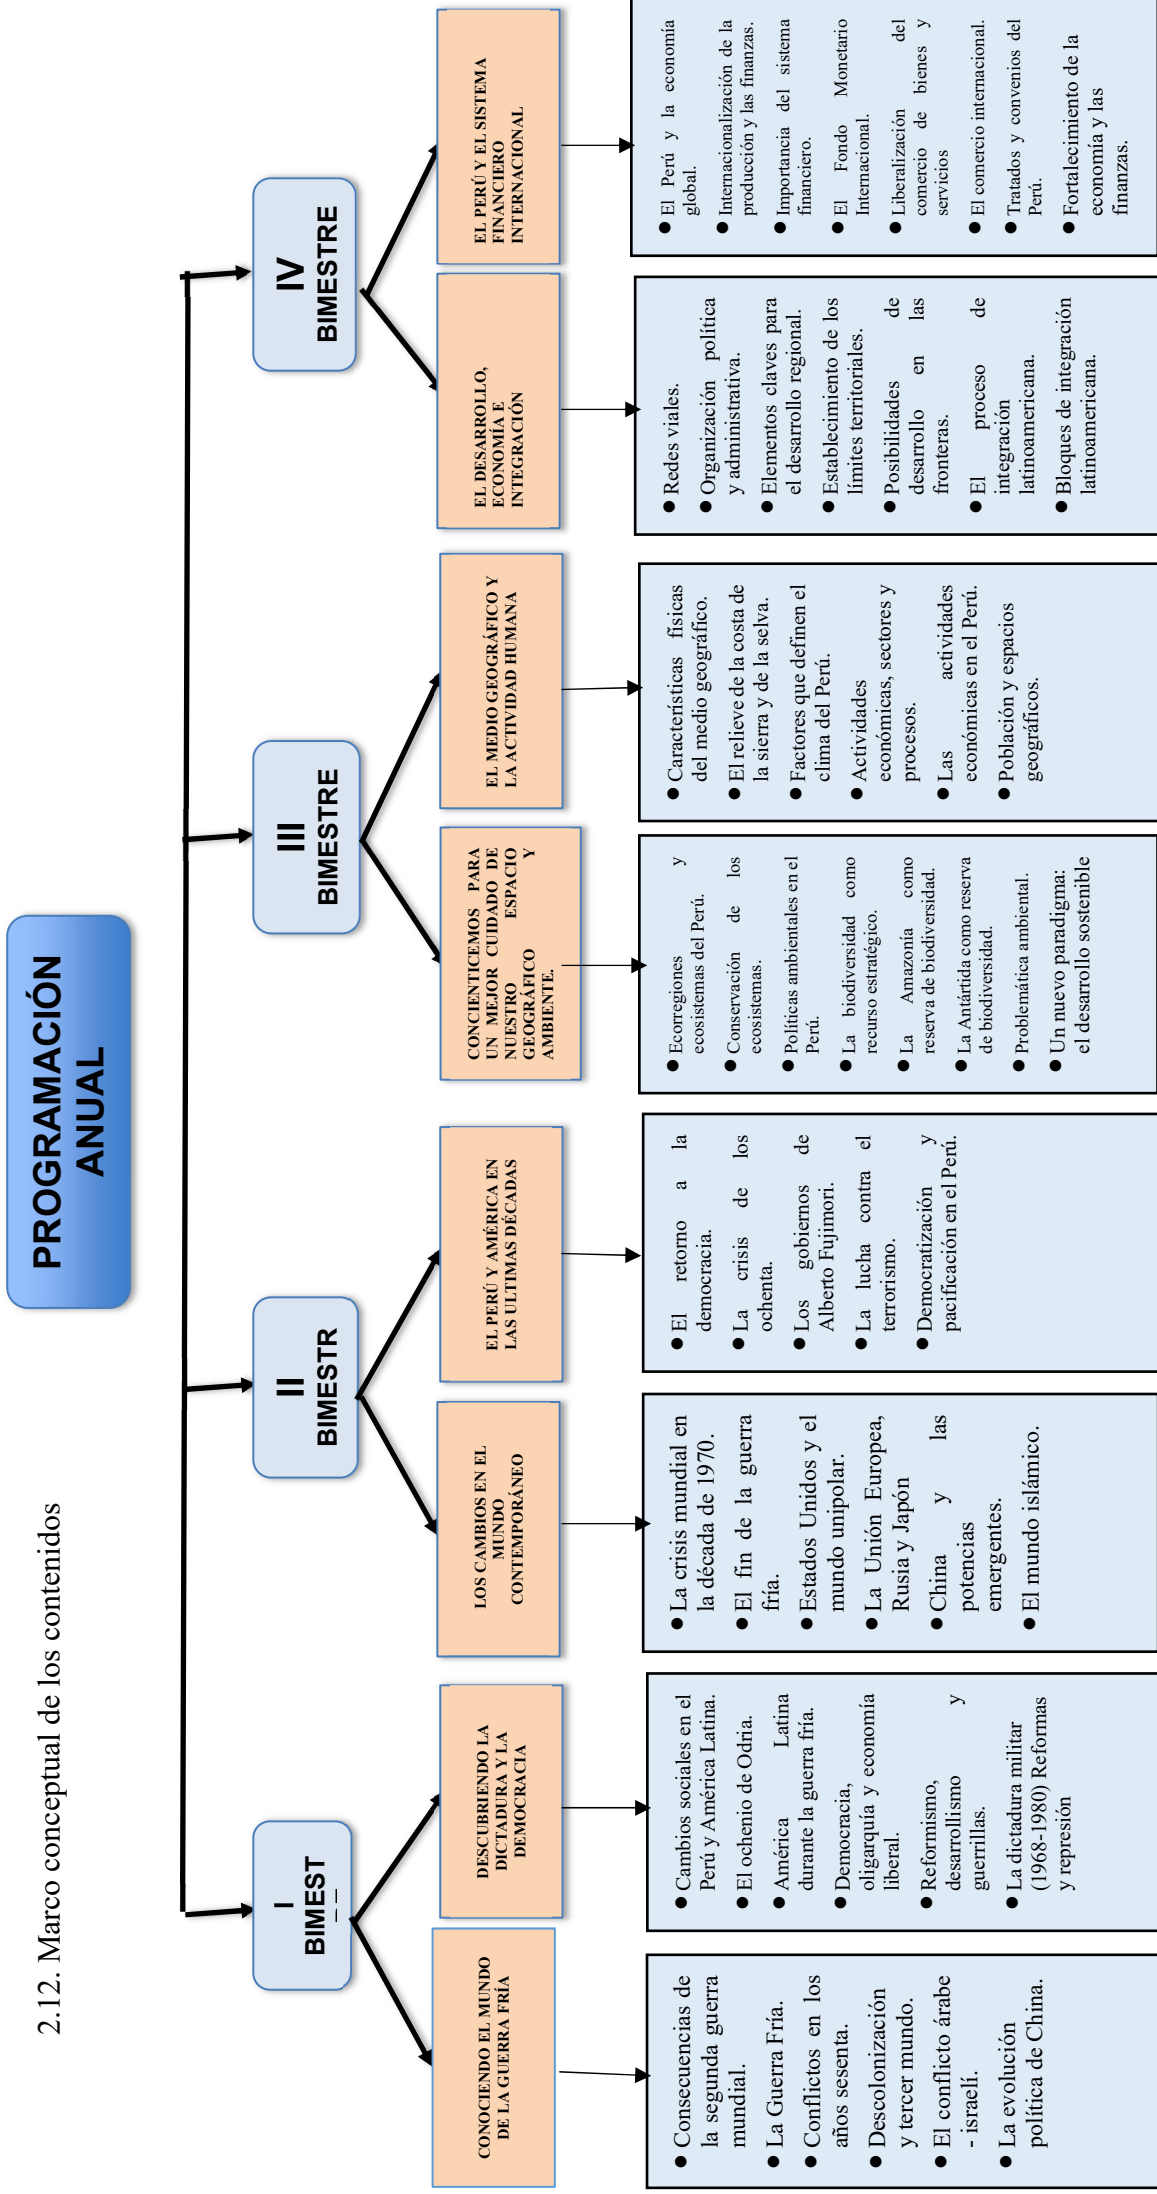 2.12. Marco conceptual de los contenidos
PROGRAMACIÓN
ANUAL
I
BIMEST
II
BIMESTR
III
BIMESTRE
IV
BIMESTRE
CONOCIENDO EL MUNDO
DE LA GUERRA FRÍA
DESCUBRIENDO LA
DICTADURA Y LA
DEMOCRACIA
LOS CAMBIOS EN EL
MUNDO
CONTEMPORÁNEO
EL PERÚ Y AMÉRICA EN
LAS ULTIMAS DÉCADAS
CONCIENTICEMOS PARA
UN MEJOR CUIDADO DE
NUESTRO ESPACIO
GEOGRÁFICO Y
AMBIENTE.
EL MEDIO GEOGRÁFICO Y
LA ACTIVIDAD HUMANA
EL DESARROLLO,
ECONOMÍA E
INTEGRACIÓN
EL PERÚ Y EL SISTEMA
FINANCIERO
INTERNACIONAL
● Consecuencias de
la segunda guerra
mundial.
● La Guerra Fría.
● Conflictos en los
años sesenta.
● Descolonización
y tercer mundo.
● El conflicto árabe
- israelí.
● La evolución
política de China.
● Cambios sociales en el
Perú y América Latina.
● El ochenio de Odria.
● América Latina
durante la guerra fría.
● Democracia,
oligarquía y economía
liberal.
● Reformismo,
desarrollismo y
guerrillas.
● La dictadura militar
(1968-1980) Reformas
y represión
● La crisis mundial en
la década de 1970.
● El fin de la guerra
fría.
● Estados Unidos y el
mundo unipolar.
● La Unión Europea,
Rusia y Japón
● China y las
potencias
emergentes.
● El mundo islámico.
● El retorno a la
democracia.
● La crisis de los
ochenta.
● Los gobiernos de
Alberto Fujimori.
● La lucha contra el
terrorismo.
● Democratización y
pacificación en el Perú.
● Ecorregiones y
ecosistemas del Perú.
● Conservación de los
ecosistemas.
● Políticas ambientales en el
Perú.
● La biodiversidad como
recurso estratégico.
● La Amazonía como
reserva de biodiversidad.
● La Antártida como reserva
de biodiversidad.
● Problemática ambiental.
● Un nuevo paradigma:
el desarrollo sostenible
● Características físicas
del medio geográfico.
● El relieve de la costa de
la sierra y de la selva.
● Factores que definen el
clima del Perú.
● Actividades
económicas, sectores y
procesos.
● Las actividades
económicas en el Perú.
● Población y espacios
geográficos.
● Redes viales.
● Organización política
y administrativa.
● Elementos claves para
el desarrollo regional.
● Establecimiento de los
límites territoriales.
● Posibilidades de
desarrollo en las
fronteras.
● El proceso de
integración
latinoamericana.
● Bloques de integración
latinoamericana.
● El Perú y la economía
global.
● Internacionalización de la
producción y las finanzas.
● Importancia del sistema
financiero.
● El Fondo Monetario
Internacional.
● Liberalización del
comercio de bienes y
servicios
● El comercio internacional.
● Tratados y convenios del
Perú.
● Fortalecimiento de la
economía y las
finanzas.